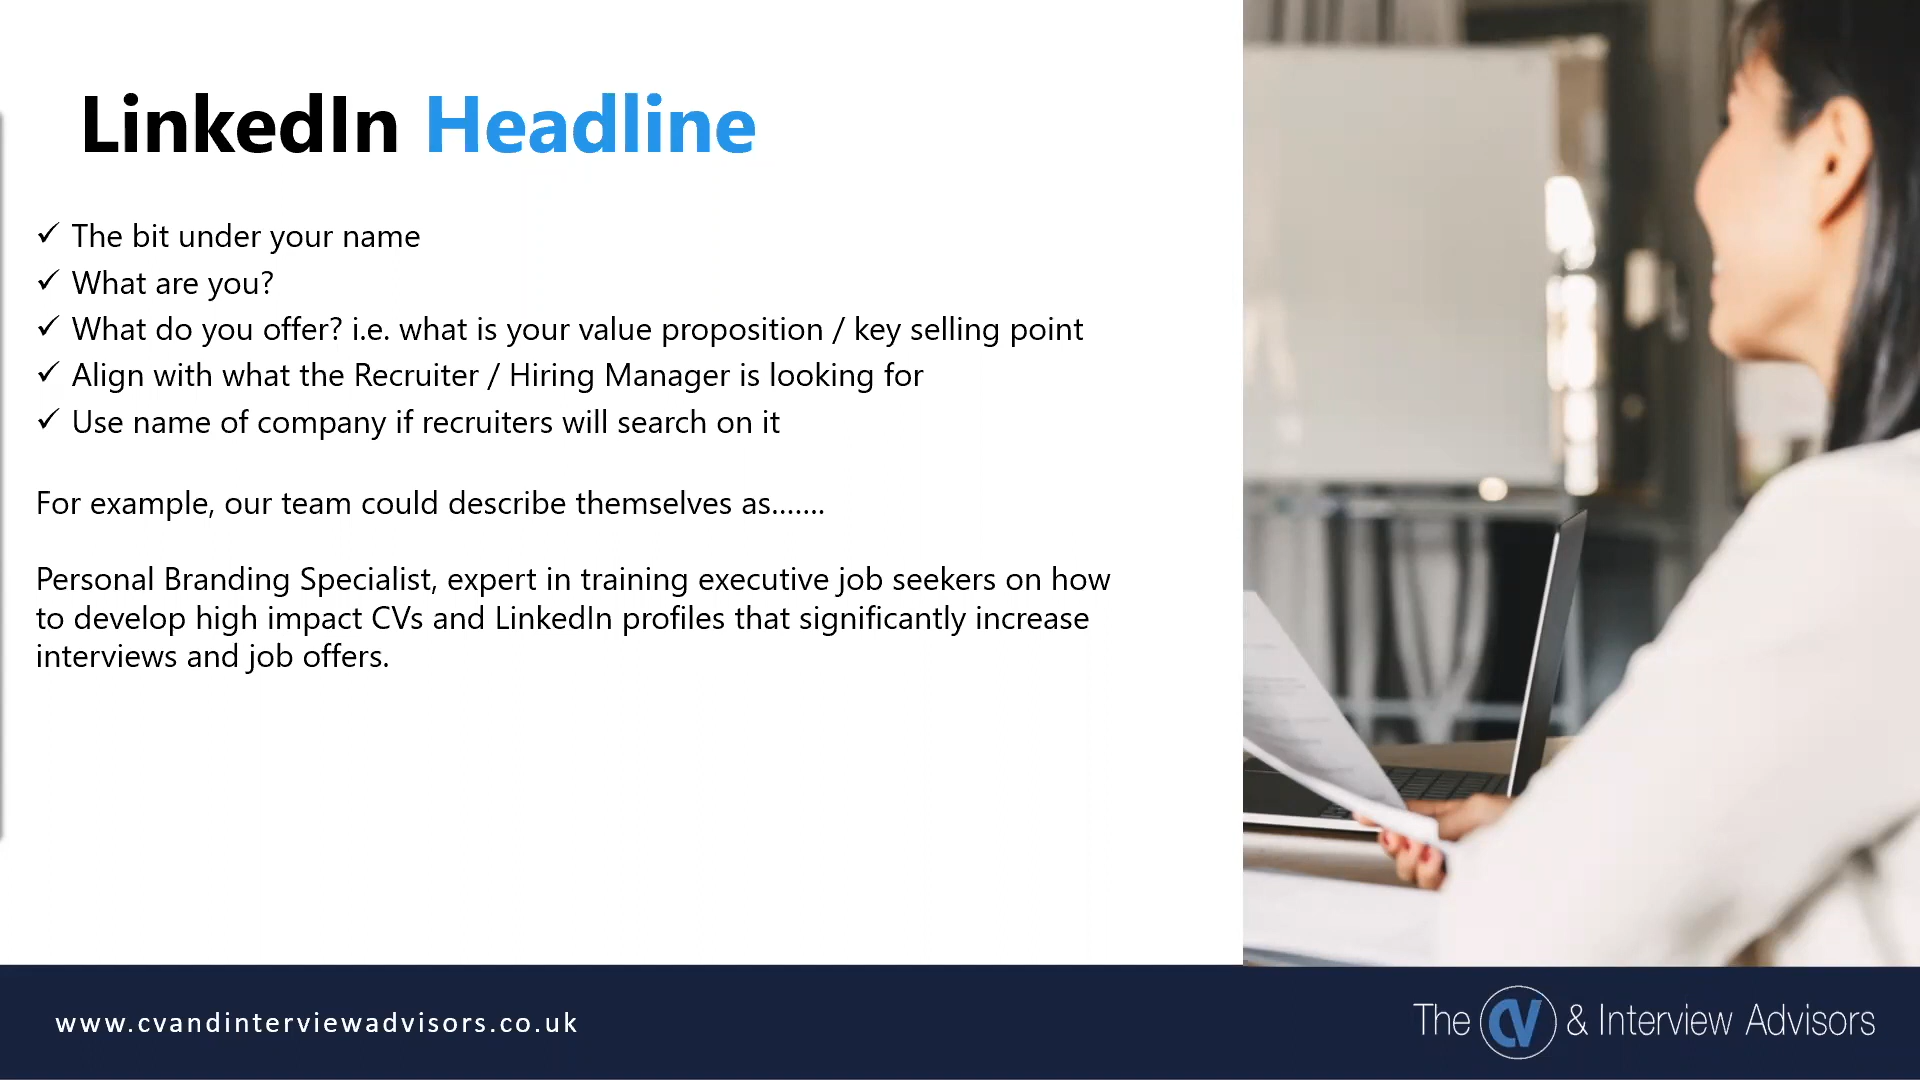 LinkedIn Headline
✓ The bit under your name
✓ What are you?
✓ What do you offer? i.e. what is your value proposition / key selling point
✓ Align with what the Recruiter / Hiring Manager is looking for
✓ Use name of company if recruiters will search on it
For example, our team could describe themselves as.......
Personal Branding Specialist, expert in training executive job seekers on how
to develop high impact CVs and LinkedIn profiles that significantly increase
interviews and job offers.
www.cvandinterviewadvisors.co.uk
The CV & Interview Advisors